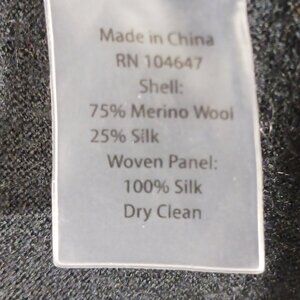 Made in China
RN 104647
Shell:
75% Merino Wool
25% Silk
Woven Panel:
100% Silk
Dry Clean